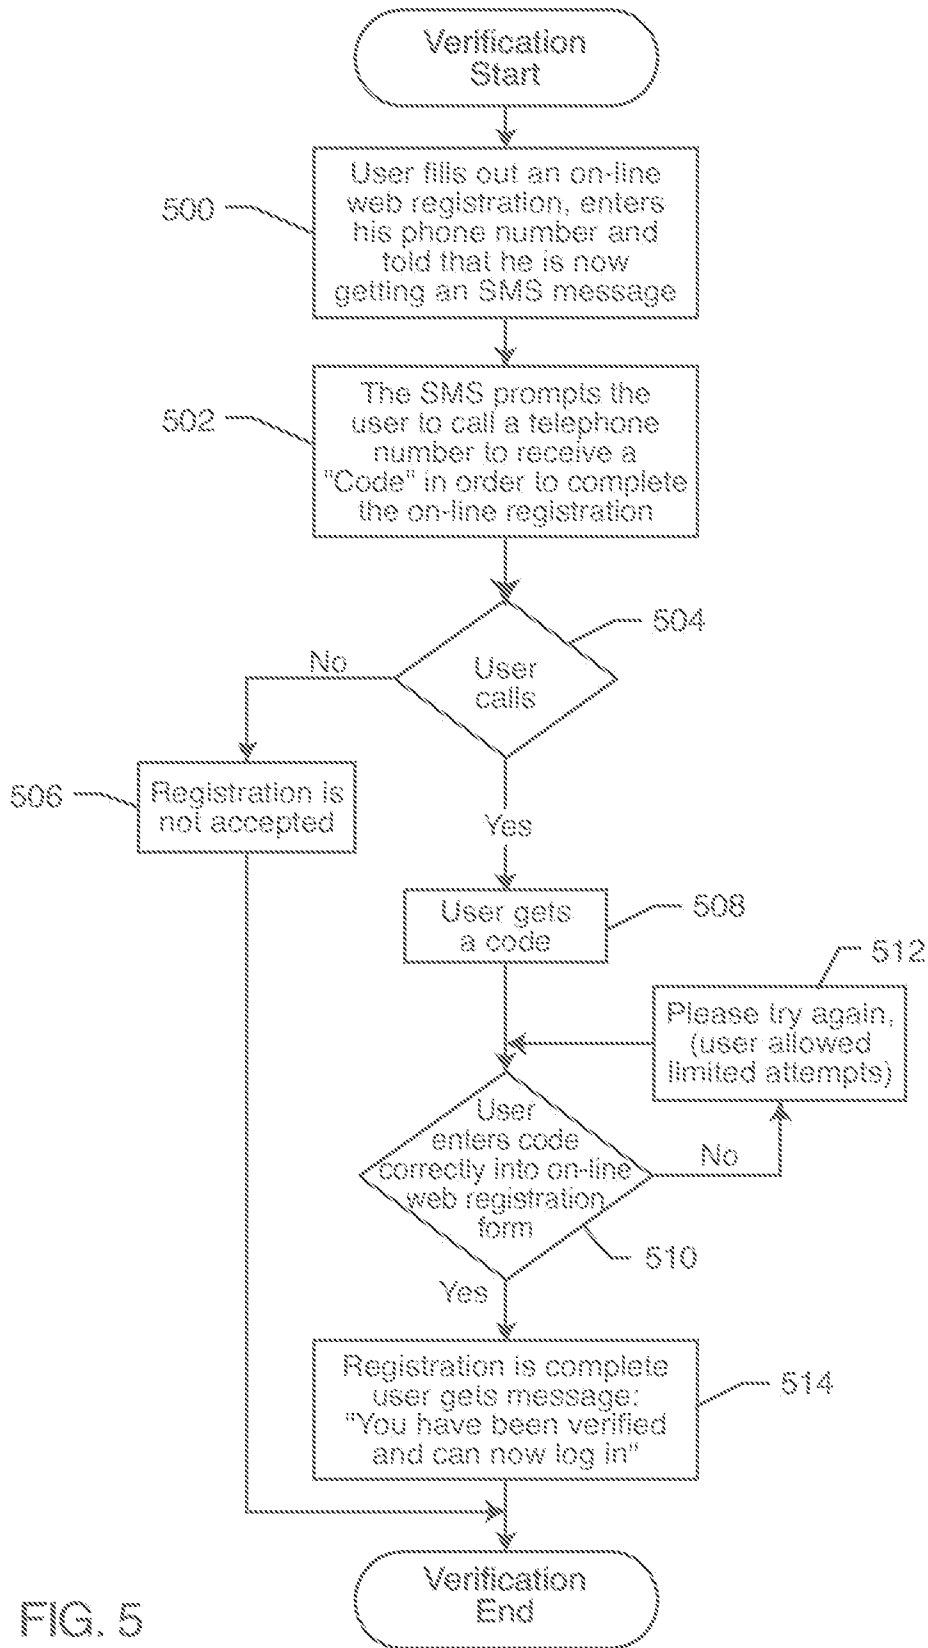 Verification
Start
500
User fills out an on-line
web registration, enters
his phone number and
told that he is now
getting an SMS message
502
The SMS prompts the
user to call a telephone
number to receive a
"Code" in order to complete
the on-line registration
504
User
calls
No
506
Registration is
not accepted
Yes
User gets
a code
508
512
Please try again,
(user allowed
limited attempts)
User
enters code
correctly into on-line
web registration
form
No
510
Yes
Registration is complete
user gets message:
"You have been verified
and can now log in"
514
Verification
End
FIG. 5